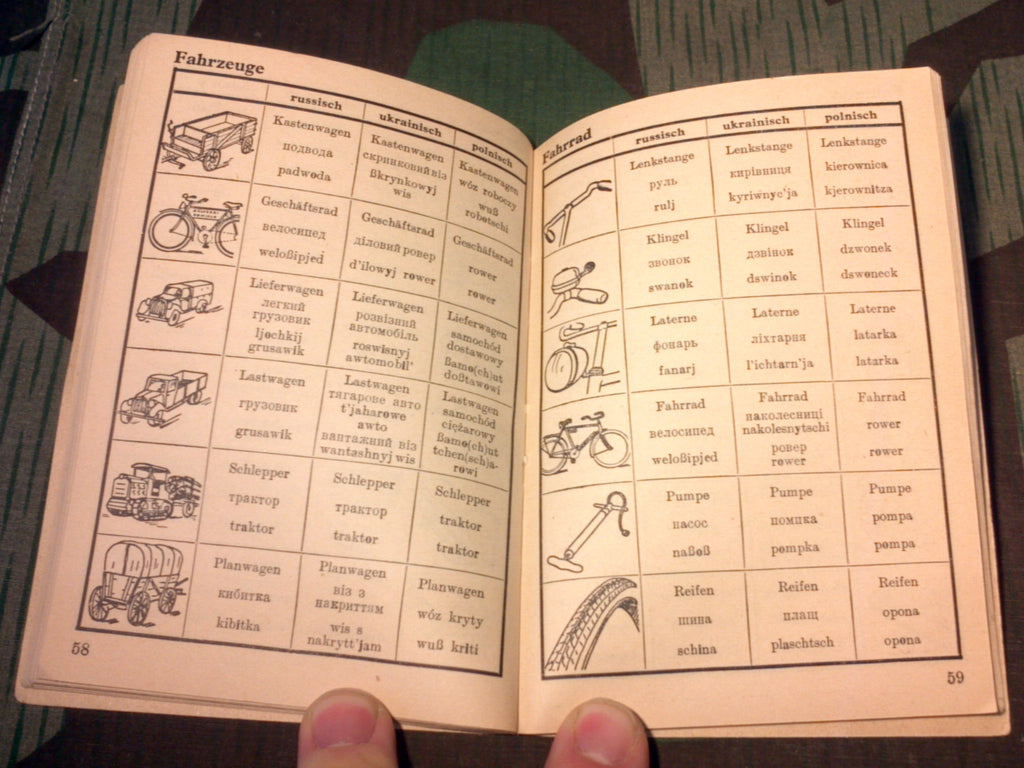 Fahrzeuge
russisch
ukrainisch
polnisch
Kastenwagen
подвода
padwoda
Kastenwagen
скринковий віз
ßkrynkowyj
wis
Kastenwagen
wóz roboczy
wuß
robotschi
Geschäftsrad
велосипед
weloßipjed
Geschäftsrad
діловий ровер
d'ilowyj rower
Geschäftsrad
rower
rower
Lieferwagen
легкий
грузовик
ljochkij
grusawik
Lieferwagen
розвізний
автомобіль
roswisnyj
awtomobil'
Lieferwagen
samochód
dostawowy
ßamo(ch)ut
doßtawowi
Lastwagen
грузовик
grusawik
Lastwagen
тягарове авто
t'jaharowe
awto
вантажний віз
wantashnyj wis
Lastwagen
samochód
ciężarowy
ßamo(ch)ut
tchen(sch)a-
rowi
Schlepper
трактор
traktor
Schlepper
трактор
traktor
Schlepper
traktor
traktor
Planwagen
кибитка
kibitka
Planwagen
віз з
накриттям
wis s
nakrytt'jam
Planwagen
wóz kryty
wuß kriti
58
Fahrrad
russisch
ukrainisch
polnisch
Lenkstange
руль
rulj
Lenkstange
кирівниця
kyriwnyc'ja
Lenkstange
kierownica
kjerownitza
Klingel
звонок
swanok
Klingel
дзвінок
dswinok
Klingel
dzwonek
dswoneck
Laterne
фонарь
fanarj
Laterne
ліхтарня
l'ichtarn'ja
Laterne
latarka
latarka
Fahrrad
велосипед
weloßipjed
Fahrrad
наколесниці
nakolesnytschi
ровер
rower
Fahrrad
rower
rower
Pumpe
насос
naßoß
Pumpe
помпка
pompka
Pumpe
pompa
pompa
Reifen
шина
schina
Reifen
плащ
plaschtsch
Reifen
opona
opona
59